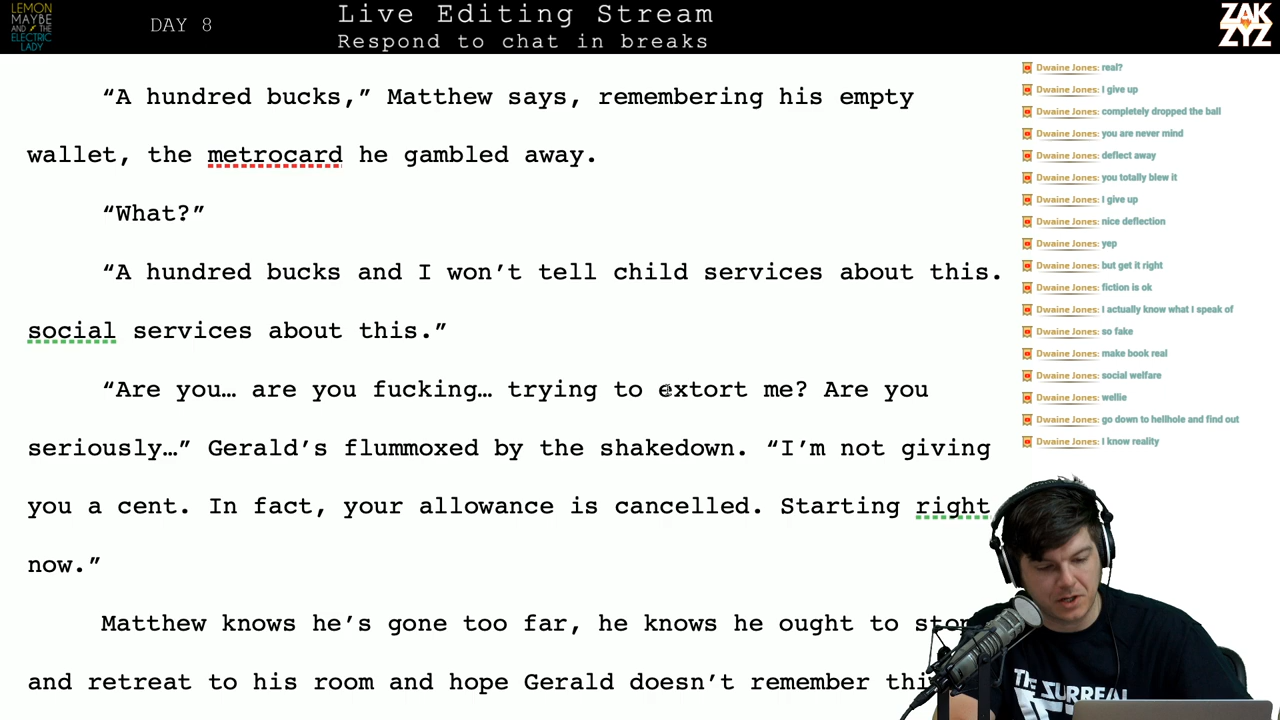 LEMON
MAYBE
AND THE
ELECTRIC
LADY
DAY 8
Live Editing Stream
Respond to chat in breaks
ZAK
ZYZ
“A hundred bucks,” Matthew says, remembering his empty
wallet, the metrocard he gambled away.
“What?”
“A hundred bucks and I won’t tell child services about this.
social services about this.”
“Are you… are you fucking… trying to extort me? Are you
seriously…” Gerald’s flummoxed by the shakedown. “I’m not giving
you a cent. In fact, your allowance is cancelled. Starting right
now.”
Matthew knows he’s gone too far, he knows he ought to stop
and retreat to his room and hope Gerald doesn’t remember
Dwaine Jones: real?
Dwaine Jones: I give up
Dwaine Jones: completely dropped the ball
Dwaine Jones: you are never mind
Dwaine Jones: deflect away
Dwaine Jones: you totally blew it
Dwaine Jones: I give up
Dwaine Jones: nice deflection
Dwaine Jones: yep
Dwaine Jones: but get it right
Dwaine Jones: fiction is ok
Dwaine Jones: I actually know what I speak of
Dwaine Jones: so fake
Dwaine Jones: make book real
Dwaine Jones: social welfare
Dwaine Jones: wellie
Dwaine Jones: go down to hellhole and find out
Dwaine Jones: I know reality
THE SURREAL